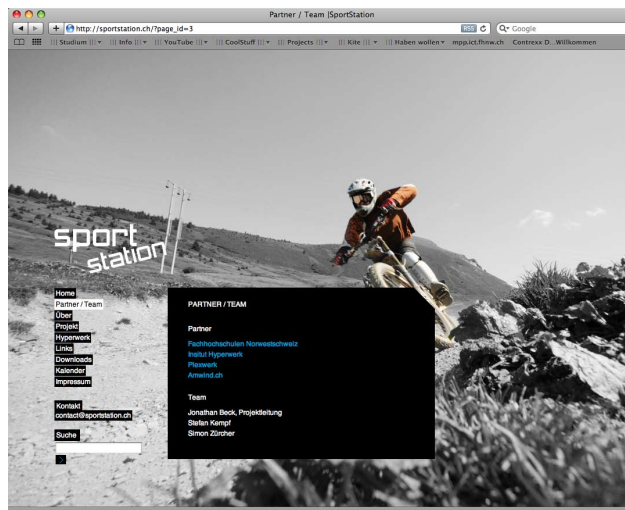 Partner / Team |SportStation
http://sportstation.ch/?page_id=3
RSS
Google
Studium
Info
YouTube
CoolStuff
Projects
Kite
Haben wollen
mpp.ict.fhnw.ch
Contrexx D...Willkommen
sport
station
Home
Partner / Team
Über
Projekt
Hyperwerk
Links
Downloads
Kalender
Impressum
Kontakt
contact@sportstation.ch
Suche
PARTNER / TEAM
Partner
Fachhochschulen Norwestschweiz
Insitut Hyperwerk
Plexwerk
Amwind.ch
Team
Jonathan Beck, Projektleitung
Stefan Kempf
Simon Zürcher